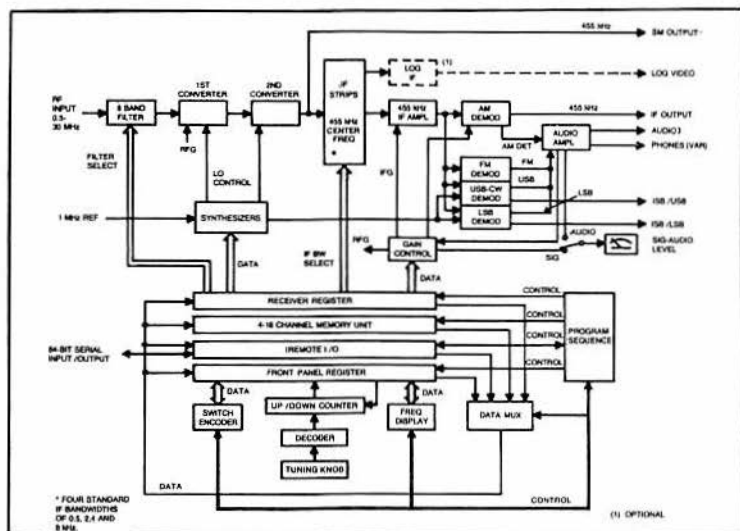 455 kHz
SM OUTPUT
LOG IF
(1)
LOG VIDEO
IF STRIPS
455 kHz CENTER FREQ
*
1ST CONVERTER
2ND CONVERTER
RF INPUT 0.5-30 MHz
8 BAND FILTER
455 kHz IF AMPL
AM DEMOD
455 kHz
IF OUTPUT
AM DET
AUDIO AMPL
AUDIO
PHONES (VAR)
FILTER SELECT
RFG
LO CONTROL
IFG
FM DEMOD
FM
USB-CW DEMOD
USB
LSB DEMOD
LSB
ISB/USB
ISB/LSB
1 MHz REF
SYNTHESIZERS
DATA
IF BW SELECT
RFG
GAIN CONTROL
DATA
AUDIO
SIG
SIG-AUDIO LEVEL
RECEIVER REGISTER
CONTROL
4-16 CHANNEL MEMORY UNIT
CONTROL
PROGRAM SEQUENCE
64-BIT SERIAL INPUT/OUTPUT
REMOTE I/O
CONTROL
FRONT PANEL REGISTER
CONTROL
DATA
DATA
SWITCH ENCODER
UP/DOWN COUNTER
FREQ DISPLAY
DATA MUX
DECODER
TUNING KNOB
DATA
CONTROL
* FOUR STANDARD
IF BANDWIDTHS
OF 0.5, 2.4 AND
8 kHz.
(1) OPTIONAL